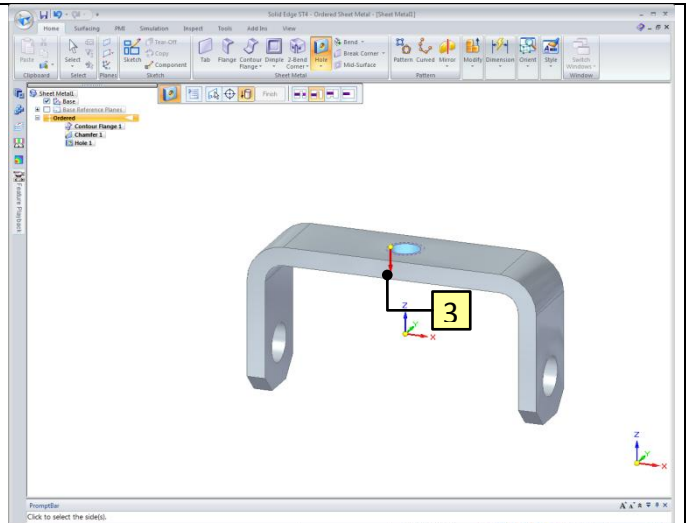 Solid Edge ST4 - Ordered Sheet Metal - [Sheet Metal1]
Home Surfacing PMI Simulation Inspect Tools Add Ins View
Paste Select Sketch Tear-Off Copy Component Tab Flange Contour Flange Dimple 2-Bend Corner Hole Bend Break Corner Mid-Surface Pattern Curved Mirror Modify Dimension Orient Style Switch Windows
Clipboard Select Planes Sketch Sheet Metal Pattern Window
Sheet Metal1
Base
Base Reference Planes
Ordered
Contour Flange 1
Chamfer 1
Hole 1
Finish
Feature Playback
3
Z
Y
X
Z
Y
X
PromptBar
Click to select the side(s).